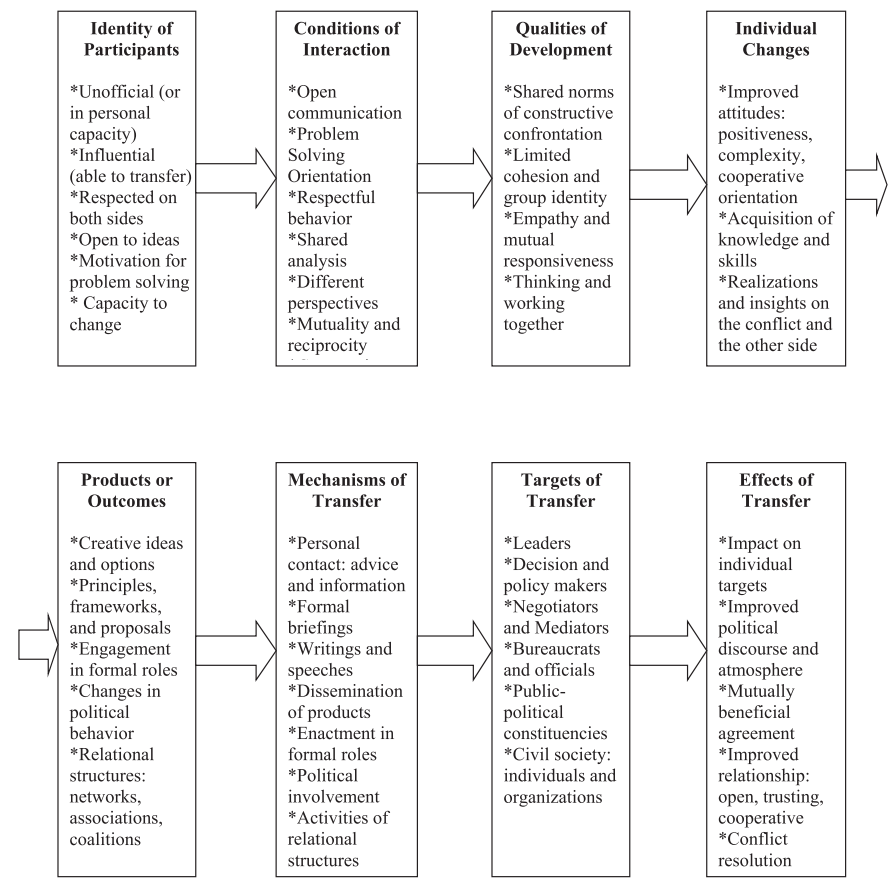 Identity of
Participants
*Unofficial (or
in personal
capacity)
*Influential
(able to transfer)
*Respected on
both sides
*Open to ideas
*Motivation for
problem solving
* Capacity to
change
Conditions of
Interaction
*Open
communication
*Problem
Solving
Orientation
*Respectful
behavior
*Shared
analysis
*Different
perspectives
*Mutuality and
reciprocity
Qualities of
Development
*Shared norms
of constructive
confrontation
*Limited
cohesion and
group identity
*Empathy and
mutual
responsiveness
*Thinking and
working
together
Individual
Changes
*Improved
attitudes:
positiveness,
complexity,
cooperative
orientation
*Acquisition of
knowledge and
skills
*Realizations
and insights on
the conflict and
the other side
Products or
Outcomes
*Creative ideas
and options
*Principles,
frameworks,
and proposals
*Engagement
in formal roles
*Changes in
political
behavior
*Relational
structures:
networks,
associations,
coalitions
Mechanisms of
Transfer
*Personal
contact: advice
and information
*Formal
briefings
*Writings and
speeches
*Dissemination
of products
*Enactment in
formal roles
*Political
involvement
*Activities of
relational
structures
Targets of
Transfer
*Leaders
*Decision and
policy makers
*Negotiators
and Mediators
*Bureaucrats
and officials
*Public-
political
constituencies
*Civil society:
individuals and
organizations
Effects of
Transfer
*Impact on
individual
targets
*Improved
political
discourse and
atmosphere
*Mutually
beneficial
agreement
*Improved
relationship:
open, trusting,
cooperative
*Conflict
resolution